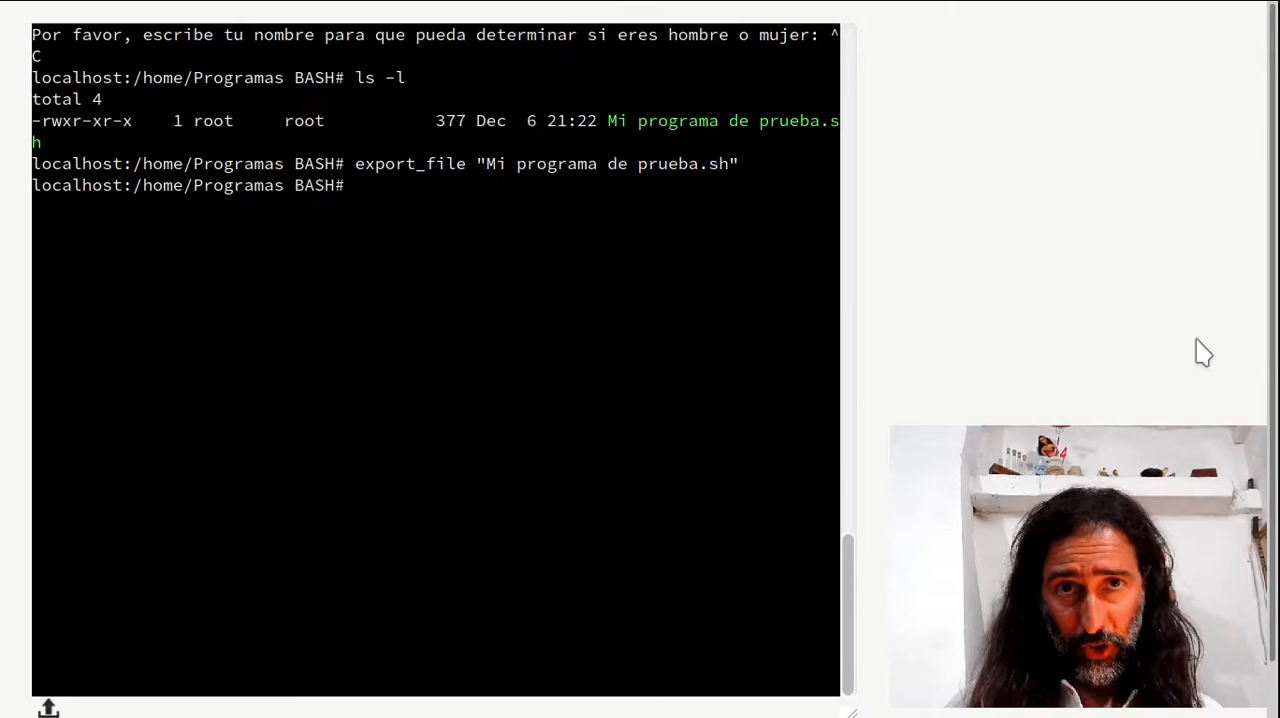 Por favor, escribe tu nombre para que pueda determinar si eres hombre o mujer: ^
C
localhost:/home/Programas BASH# ls -l
total 4
-rwxr-xr-x    1 root     root           377 Dec  6 21:22 Mi programa de prueba.s
h
localhost:/home/Programas BASH# export_file "Mi programa de prueba.sh"
localhost:/home/Programas BASH#